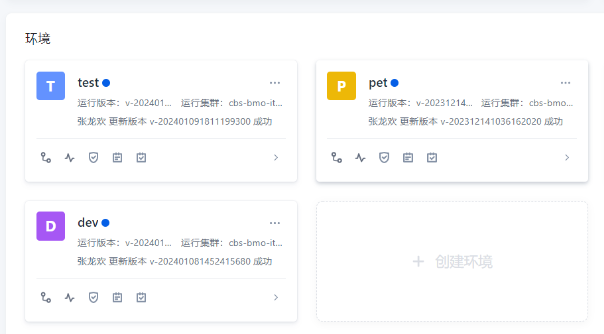 环境
T
test
运行版本：v-202401... 运行集群：cbs-bmo-it...
张龙欢 更新版本 v-202401091811199300 成功
P
pet
运行版本：v-20231214... 运行集群：cbs-bmo-it...
张龙欢 更新版本 v-202312141036162020 成功
D
dev
运行版本：v-202401... 运行集群：cbs-bmo-it...
张龙欢 更新版本 v-202401081452415680 成功
+ 创建环境